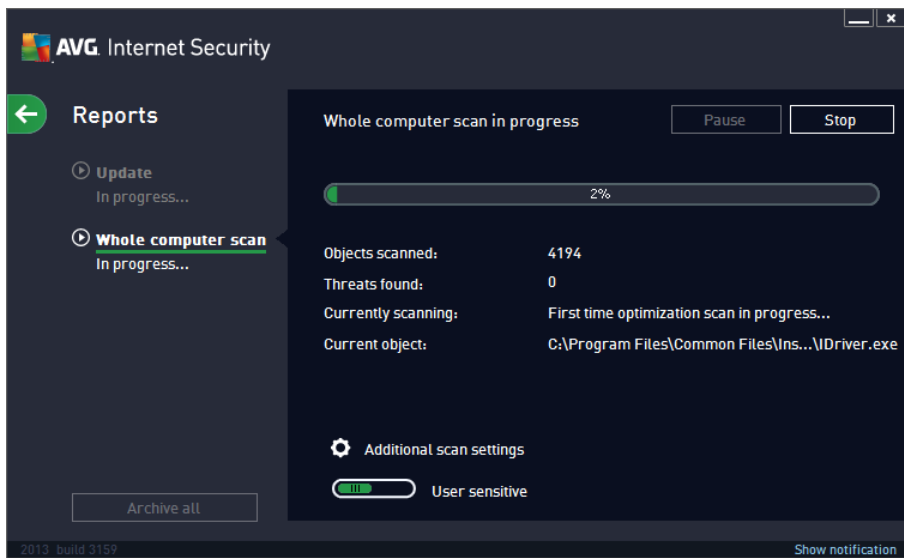 AVG. Internet Security
Reports
Update
In progress...
Whole computer scan
In progress...
Archive all
Whole computer scan in progress
Pause
Stop
2%
Objects scanned: 4194
Threats found: 0
Currently scanning: First time optimization scan in progress...
Current object: C:\Program Files\Common Files\Ins...\IDriver.exe
Additional scan settings
User sensitive
2013 build 3159
Show notification